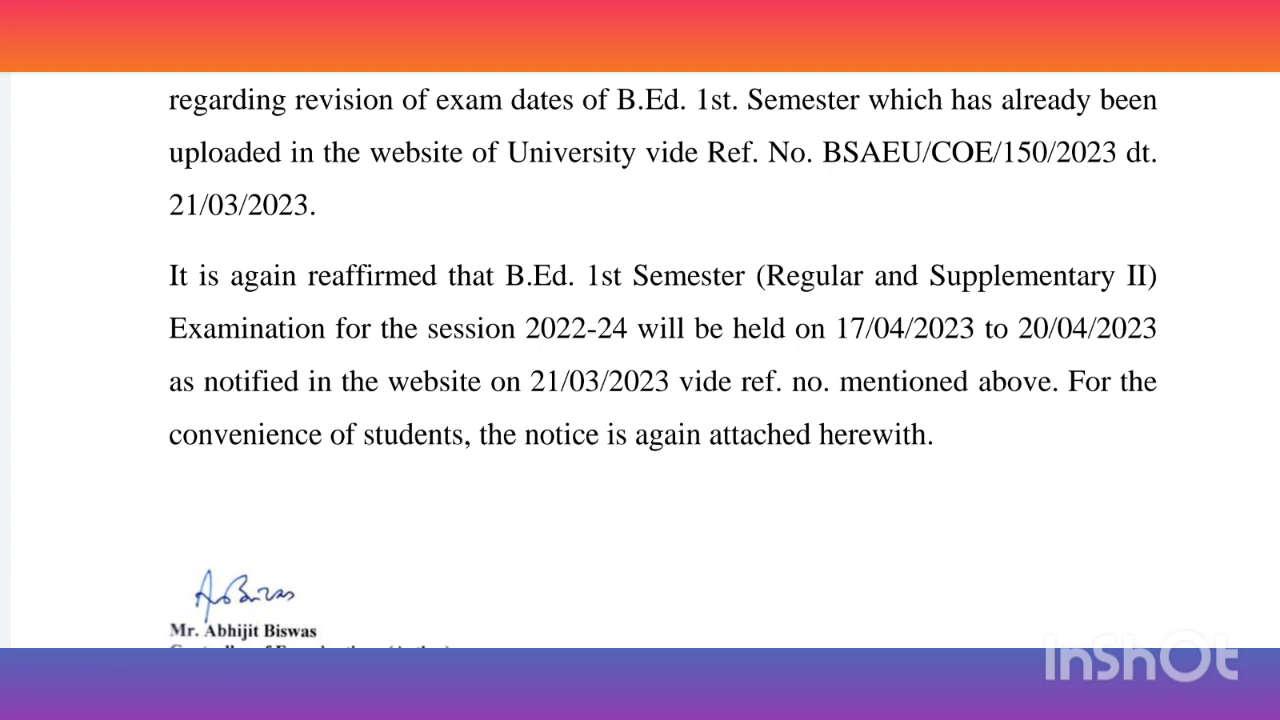 regarding revision of exam dates of B.Ed. 1st. Semester which has already been
uploaded in the website of University vide Ref. No. BSAEU/COE/150/2023 dt.
21/03/2023.
It is again reaffirmed that B.Ed. 1st Semester (Regular and Supplementary II)
Examination for the session 2022-24 will be held on 17/04/2023 to 20/04/2023
as notified in the website on 21/03/2023 vide ref. no. mentioned above. For the
convenience of students, the notice is again attached herewith.
Mr. Abhijit Biswas
InShOt